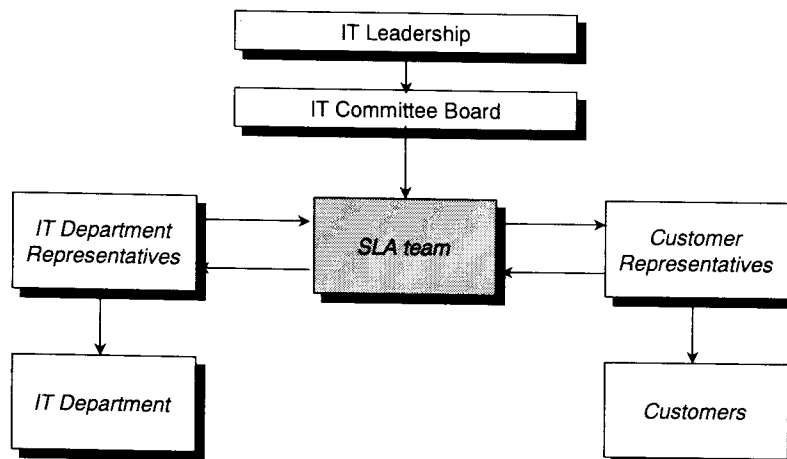 IT Leadership
IT Committee Board
IT Department
Representatives
SLA team
Customer
Representatives
IT Department
Customers